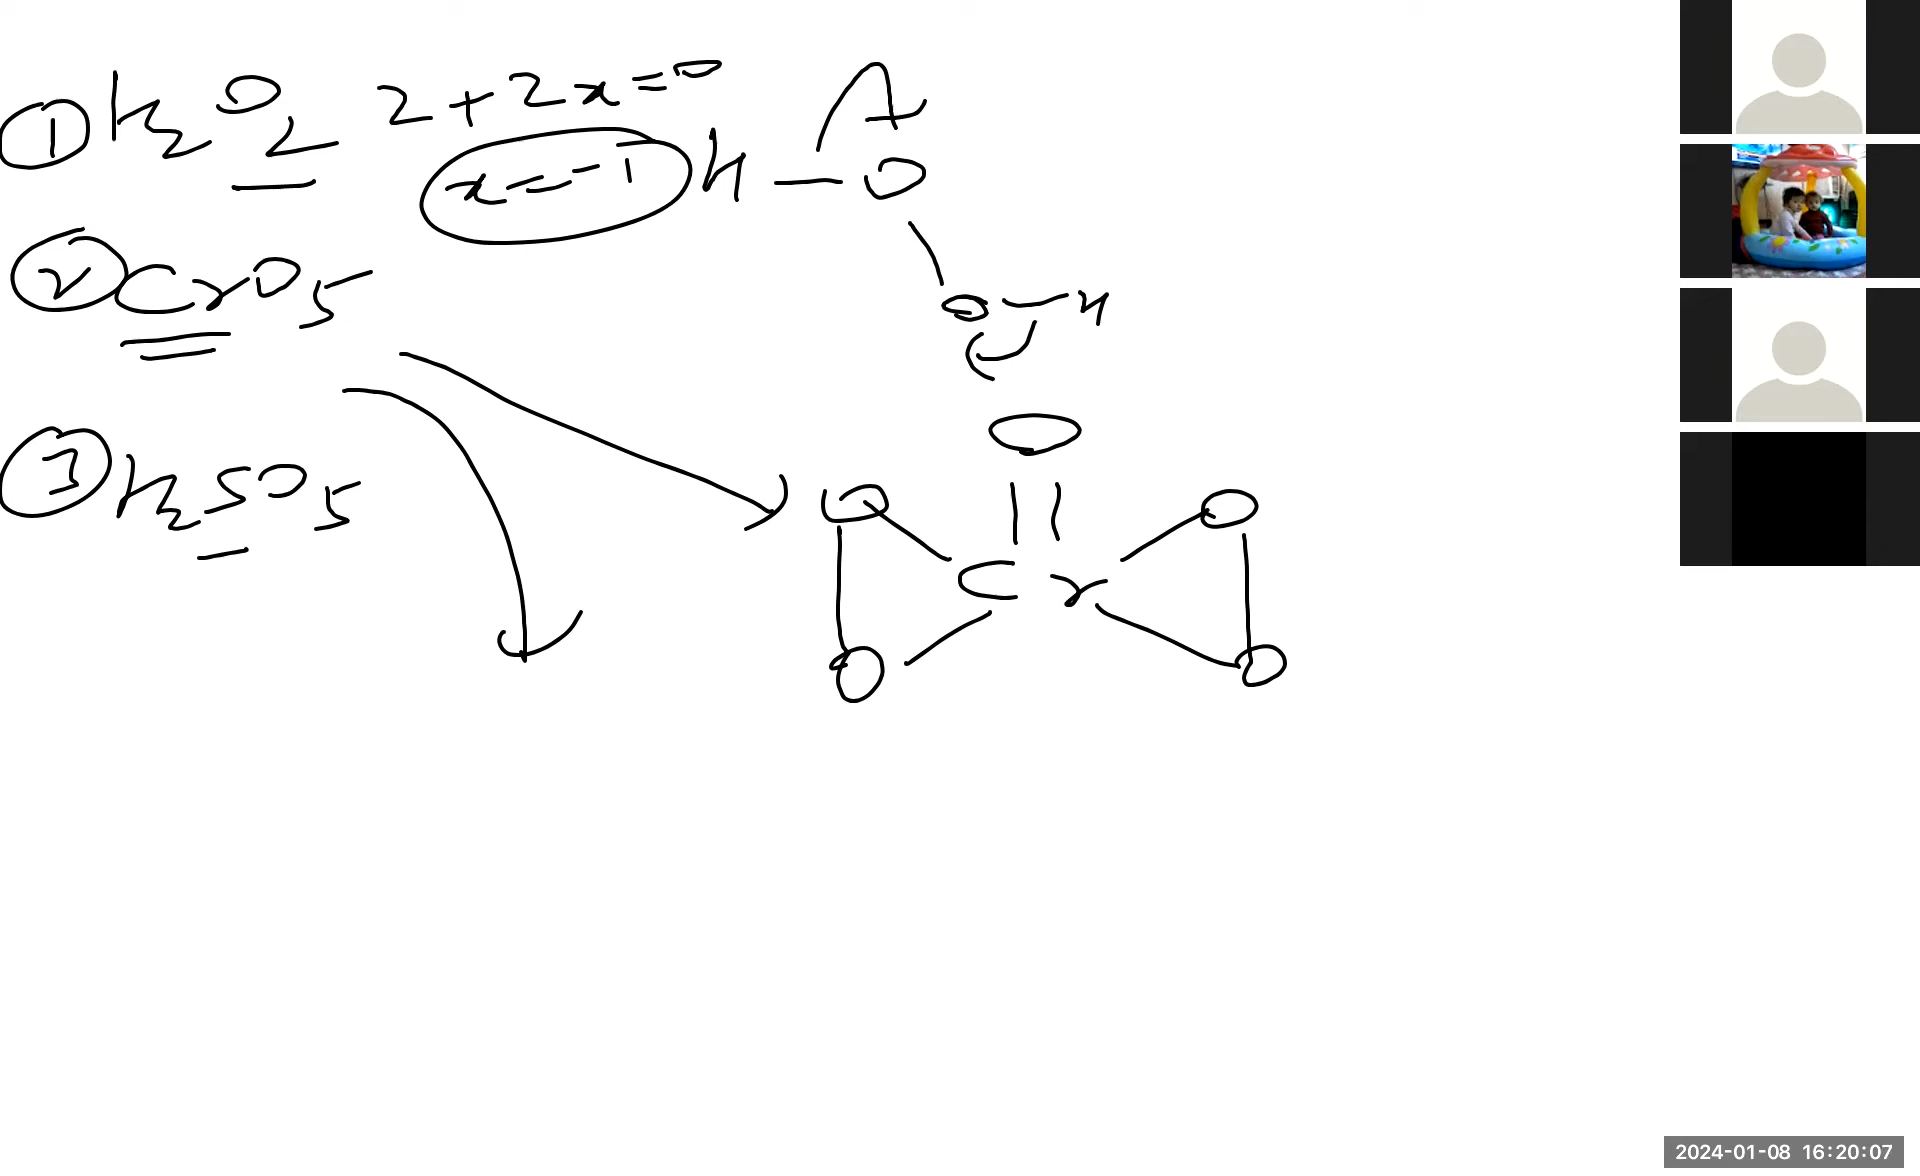 ① H₂O₂ 2+2x=0
x=-1 H-O
O-H
② CrO₅
O
③ H₂SO₅
O O
Cr
O O
2024-01-08 16:20:07